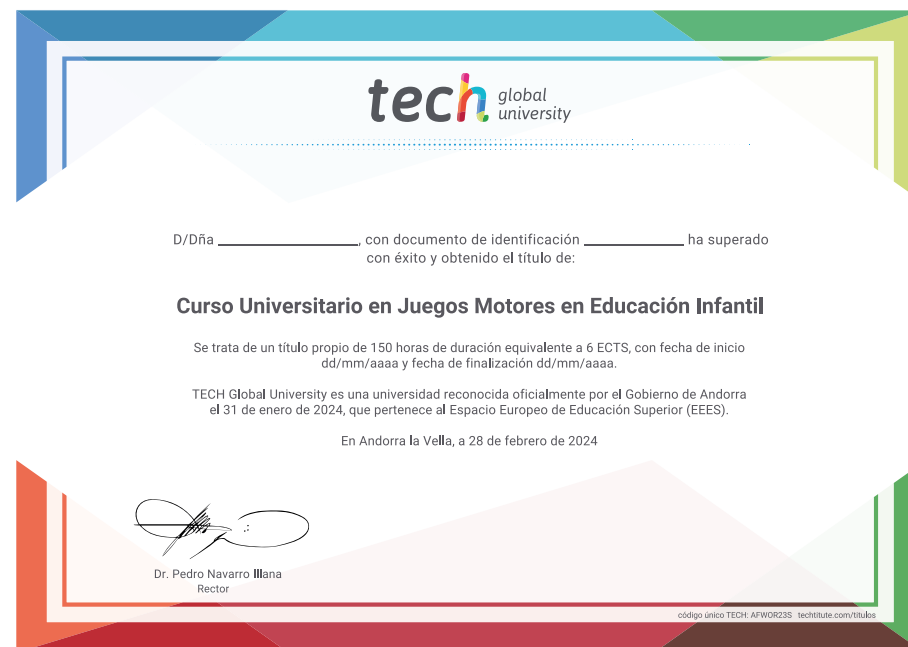 tech global university
D/Dña ____________________, con documento de identificación ______________ ha superado
con éxito y obtenido el título de:
Curso Universitario en Juegos Motores en Educación Infantil
Se trata de un título propio de 150 horas de duración equivalente a 6 ECTS, con fecha de inicio
dd/mm/aaaa y fecha de finalización dd/mm/aaaa.
TECH Global University es una universidad reconocida oficialmente por el Gobierno de Andorra
el 31 de enero de 2024, que pertenece al Espacio Europeo de Educación Superior (EEES).
En Andorra la Vella, a 28 de febrero de 2024
Dr. Pedro Navarro Illana
Rector
código único TECH: AFWOR23S techtitute.com/titulos